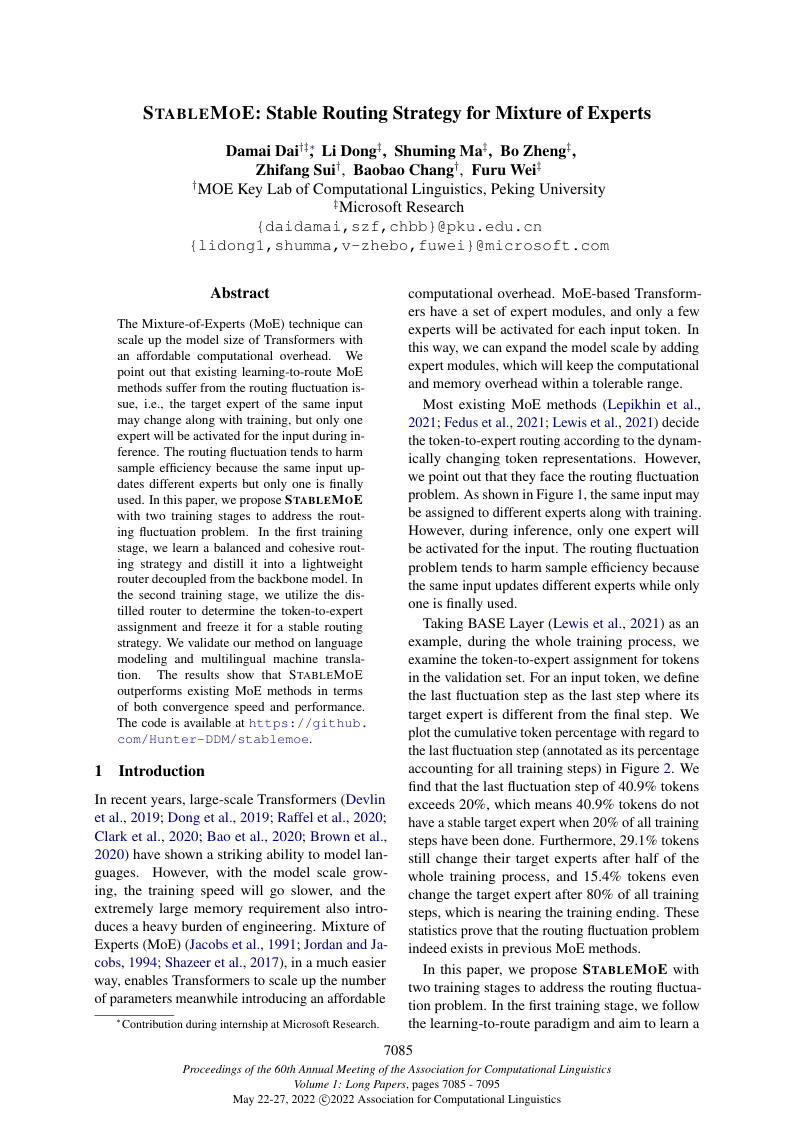 STABLEMOE: Stable Routing Strategy for Mixture of Experts
Damai Dai†‡*, Li Dong‡, Shuming Ma‡, Bo Zheng‡,
Zhifang Sui†, Baobao Chang†, Furu Wei‡
†MOE Key Lab of Computational Linguistics, Peking University
‡Microsoft Research
{daidamai,szf,chbb}@pku.edu.cn
{lidong1,shumma,v-zhebo,fuwei}@microsoft.com
Abstract
The Mixture-of-Experts (MoE) technique can
scale up the model size of Transformers with
an affordable computational overhead. We
point out that existing learning-to-route MoE
methods suffer from the routing fluctuation is-
sue, i.e., the target expert of the same input
may change along with training, but only one
expert will be activated for the input during in-
ference. The routing fluctuation tends to harm
sample efficiency because the same input up-
dates different experts but only one is finally
used. In this paper, we propose STABLEMOE
with two training stages to address the rout-
ing fluctuation problem. In the first training
stage, we learn a balanced and cohesive rout-
ing strategy and distill it into a lightweight
router decoupled from the backbone model. In
the second training stage, we utilize the dis-
tilled router to determine the token-to-expert
assignment and freeze it for a stable routing
strategy. We validate our method on language
modeling and multilingual machine transla-
tion. The results show that STABLEMOE
outperforms existing MoE methods in terms
of both convergence speed and performance.
The code is available at https://github.
com/Hunter-DDM/stablemoe.
1 Introduction
In recent years, large-scale Transformers (Devlin
et al., 2019; Dong et al., 2019; Raffel et al., 2020;
Clark et al., 2020; Bao et al., 2020; Brown et al.,
2020) have shown a striking ability to model lan-
guages. However, with the model scale grow-
ing, the training speed will go slower, and the
extremely large memory requirement also intro-
duces a heavy burden of engineering. Mixture of
Experts (MoE) (Jacobs et al., 1991; Jordan and Ja-
cobs, 1994; Shazeer et al., 2017), in a much easier
way, enables Transformers to scale up the number
of parameters meanwhile introducing an affordable
*Contribution during internship at Microsoft Research.
computational overhead. MoE-based Transform-
ers have a set of expert modules, and only a few
experts will be activated for each input token. In
this way, we can expand the model scale by adding
expert modules, which will keep the computational
and memory overhead within a tolerable range.
Most existing MoE methods (Lepikhin et al.,
2021; Fedus et al., 2021; Lewis et al., 2021) decide
the token-to-expert routing according to the dynam-
ically changing token representations. However,
we point out that they face the routing fluctuation
problem. As shown in Figure 1, the same input may
be assigned to different experts along with training.
However, during inference, only one expert will
be activated for the input. The routing fluctuation
problem tends to harm sample efficiency because
the same input updates different experts while only
one is finally used.
Taking BASE Layer (Lewis et al., 2021) as an
example, during the whole training process, we
examine the token-to-expert assignment for tokens
in the validation set. For an input token, we define
the last fluctuation step as the last step where its
target expert is different from the final step. We
plot the cumulative token percentage with regard to
the last fluctuation step (annotated as its percentage
accounting for all training steps) in Figure 2. We
find that the last fluctuation step of 40.9% tokens
exceeds 20%, which means 40.9% tokens do not
have a stable target expert when 20% of all training
steps have been done. Furthermore, 29.1% tokens
still change their target experts after half of the
whole training process, and 15.4% tokens even
change the target expert after 80% of all training
steps, which is nearing the training ending. These
statistics prove that the routing fluctuation problem
indeed exists in previous MoE methods.
In this paper, we propose STABLEMOE with
two training stages to address the routing fluctua-
tion problem. In the first training stage, we follow
the learning-to-route paradigm and aim to learn a
7085
Proceedings of the 60th Annual Meeting of the Association for Computational Linguistics
Volume 1: Long Papers, pages 7085 - 7095
May 22-27, 2022 ©2022 Association for Computational Linguistics